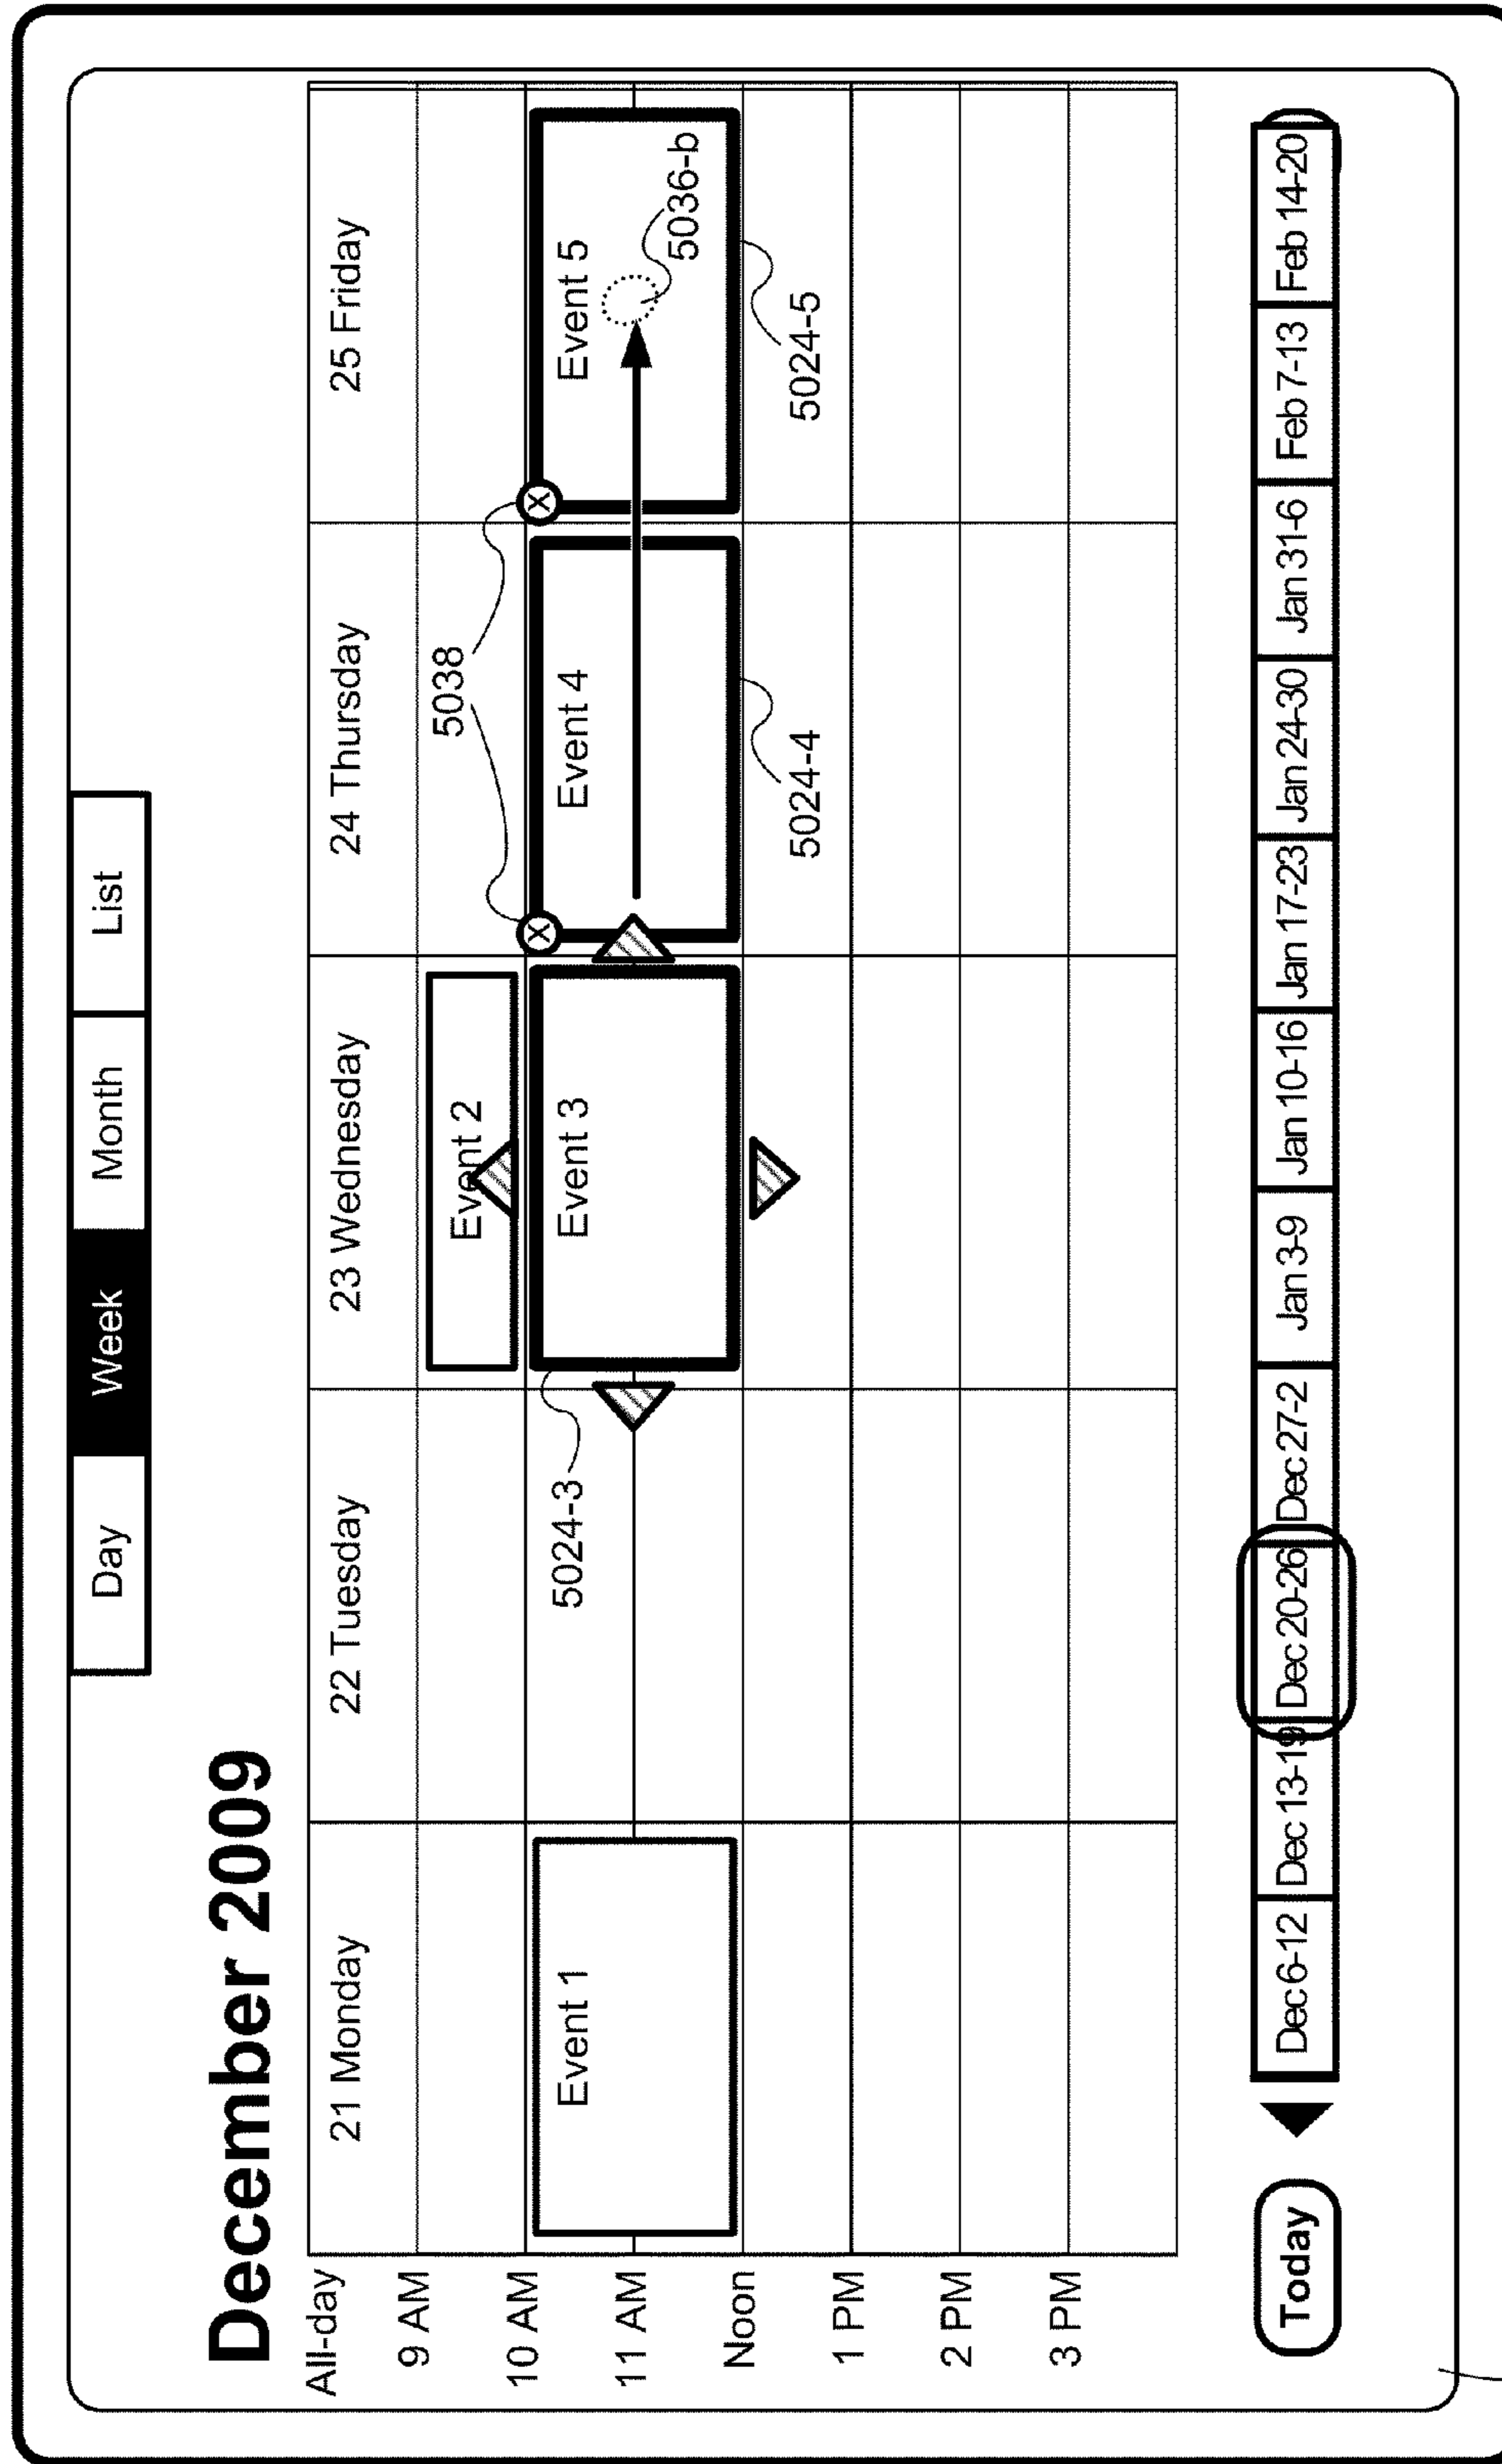 Day Week Month List
December 2009
All-day 21 Monday 22 Tuesday 23 Wednesday 24 Thursday 25 Friday
9 AM
5038
Event 2
10 AM
5024-3
Event 1 Event 3 Event 4 Event 5
11 AM
5036-b
Noon
5024-4 5024-5
1 PM
2 PM
3 PM
Today Dec 6-12 Dec 13-19 Dec 20-26 Dec 27-2 Jan 3-9 Jan 10-16 Jan 17-23 Jan 24-30 Jan 31-6 Feb 7-13 Feb 14-20
X X